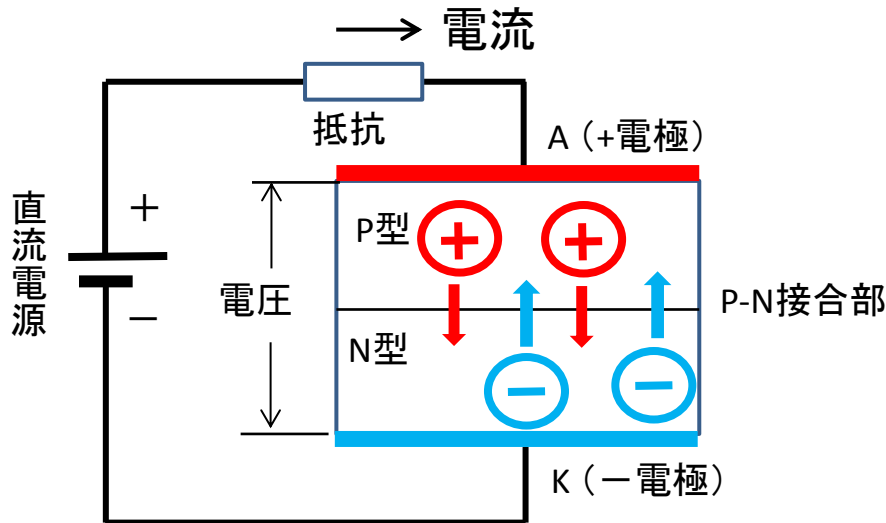 電流
抵抗
A（+電極）
直流電源
+
−
P型
+
+
電圧
P-N接合部
N型
−
−
K（－電極）